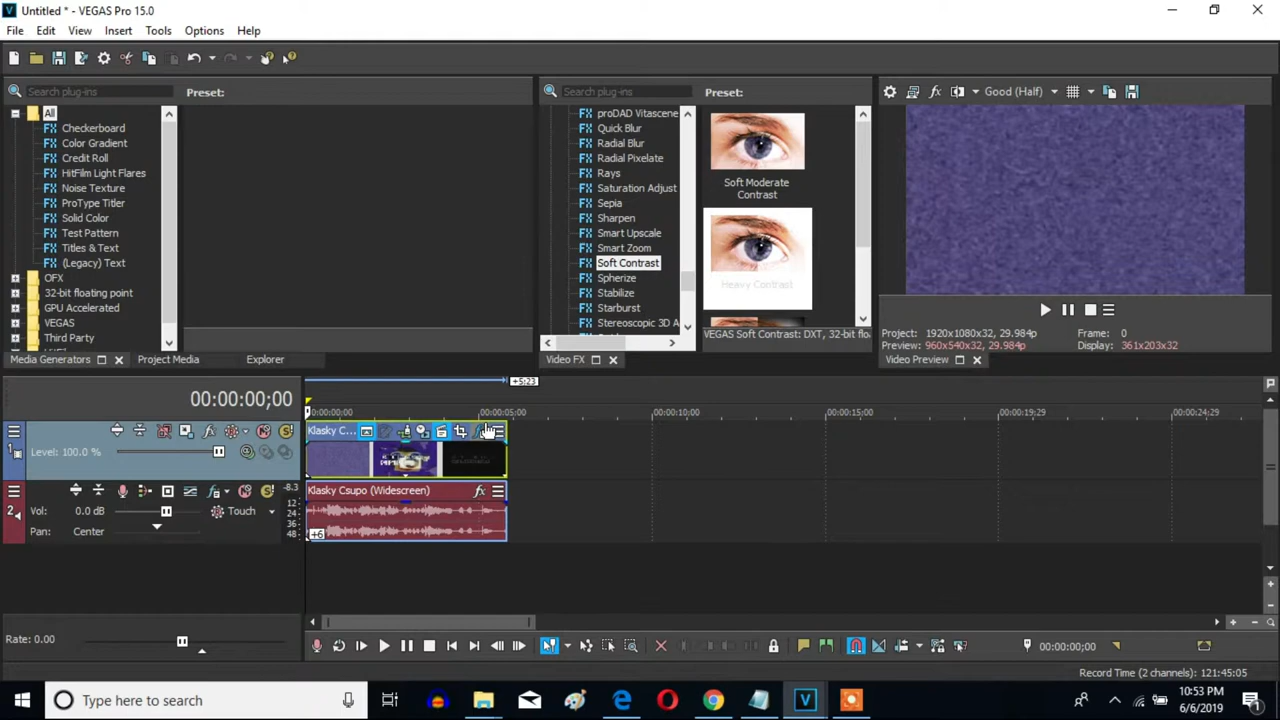 Untitled * - VEGAS Pro 15.0
File Edit View Insert Tools Options Help
Search plug-ins
Preset:
All
Checkerboard
Color Gradient
Credit Roll
HitFilm Light Flares
Noise Texture
ProType Titler
Solid Color
Test Pattern
Titles & Text
(Legacy) Text
OFX
32-bit floating point
GPU Accelerated
VEGAS
Third Party
Media Generators
Project Media
Explorer
Search plug-ins
Preset:
proDAD Vitascene
Quick Blur
Radial Blur
Radial Pixelate
Rays
Saturation Adjust
Sepia
Sharpen
Smart Upscale
Smart Zoom
Soft Contrast
Spherize
Stabilize
Starburst
Stereoscopic 3D A
Soft Moderate
Contrast
Heavy Contrast
VEGAS Soft Contrast: DXT, 32-bit flo
Video FX
Good (Half)
Project: 1920x1080x32, 29.984p
Frame: 0
Preview: 960x540x32, 29.984p
Display: 361x203x32
Video Preview
00:00:00;00
+5:23
00:00:00;00
00:00:05;00
00:00:10;00
00:00:15;00
00:00:19;29
00:00:24;29
1
Level: 100.0 %
Klasky C...
2
Vol: 0.0 dB
Touch
Pan: Center
-8.3
12
24
36
48
Klasky Csupo (Widescreen)
fx
+6
Rate: 0.00
00:00:00;00
Record Time (2 channels): 121:45:05
Type here to search
10:53 PM
6/6/2019
1